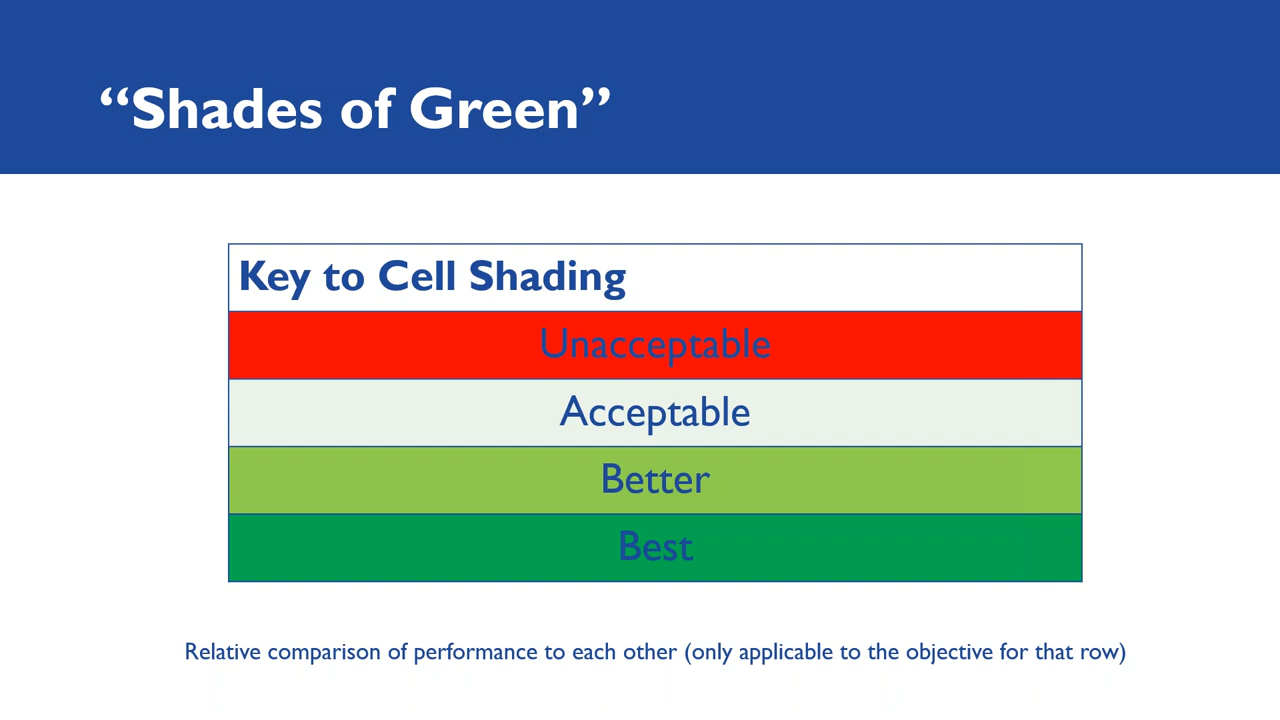 “Shades of Green”
Key to Cell Shading
Unacceptable
Acceptable
Better
Best
Relative comparison of performance to each other (only applicable to the objective for that row)